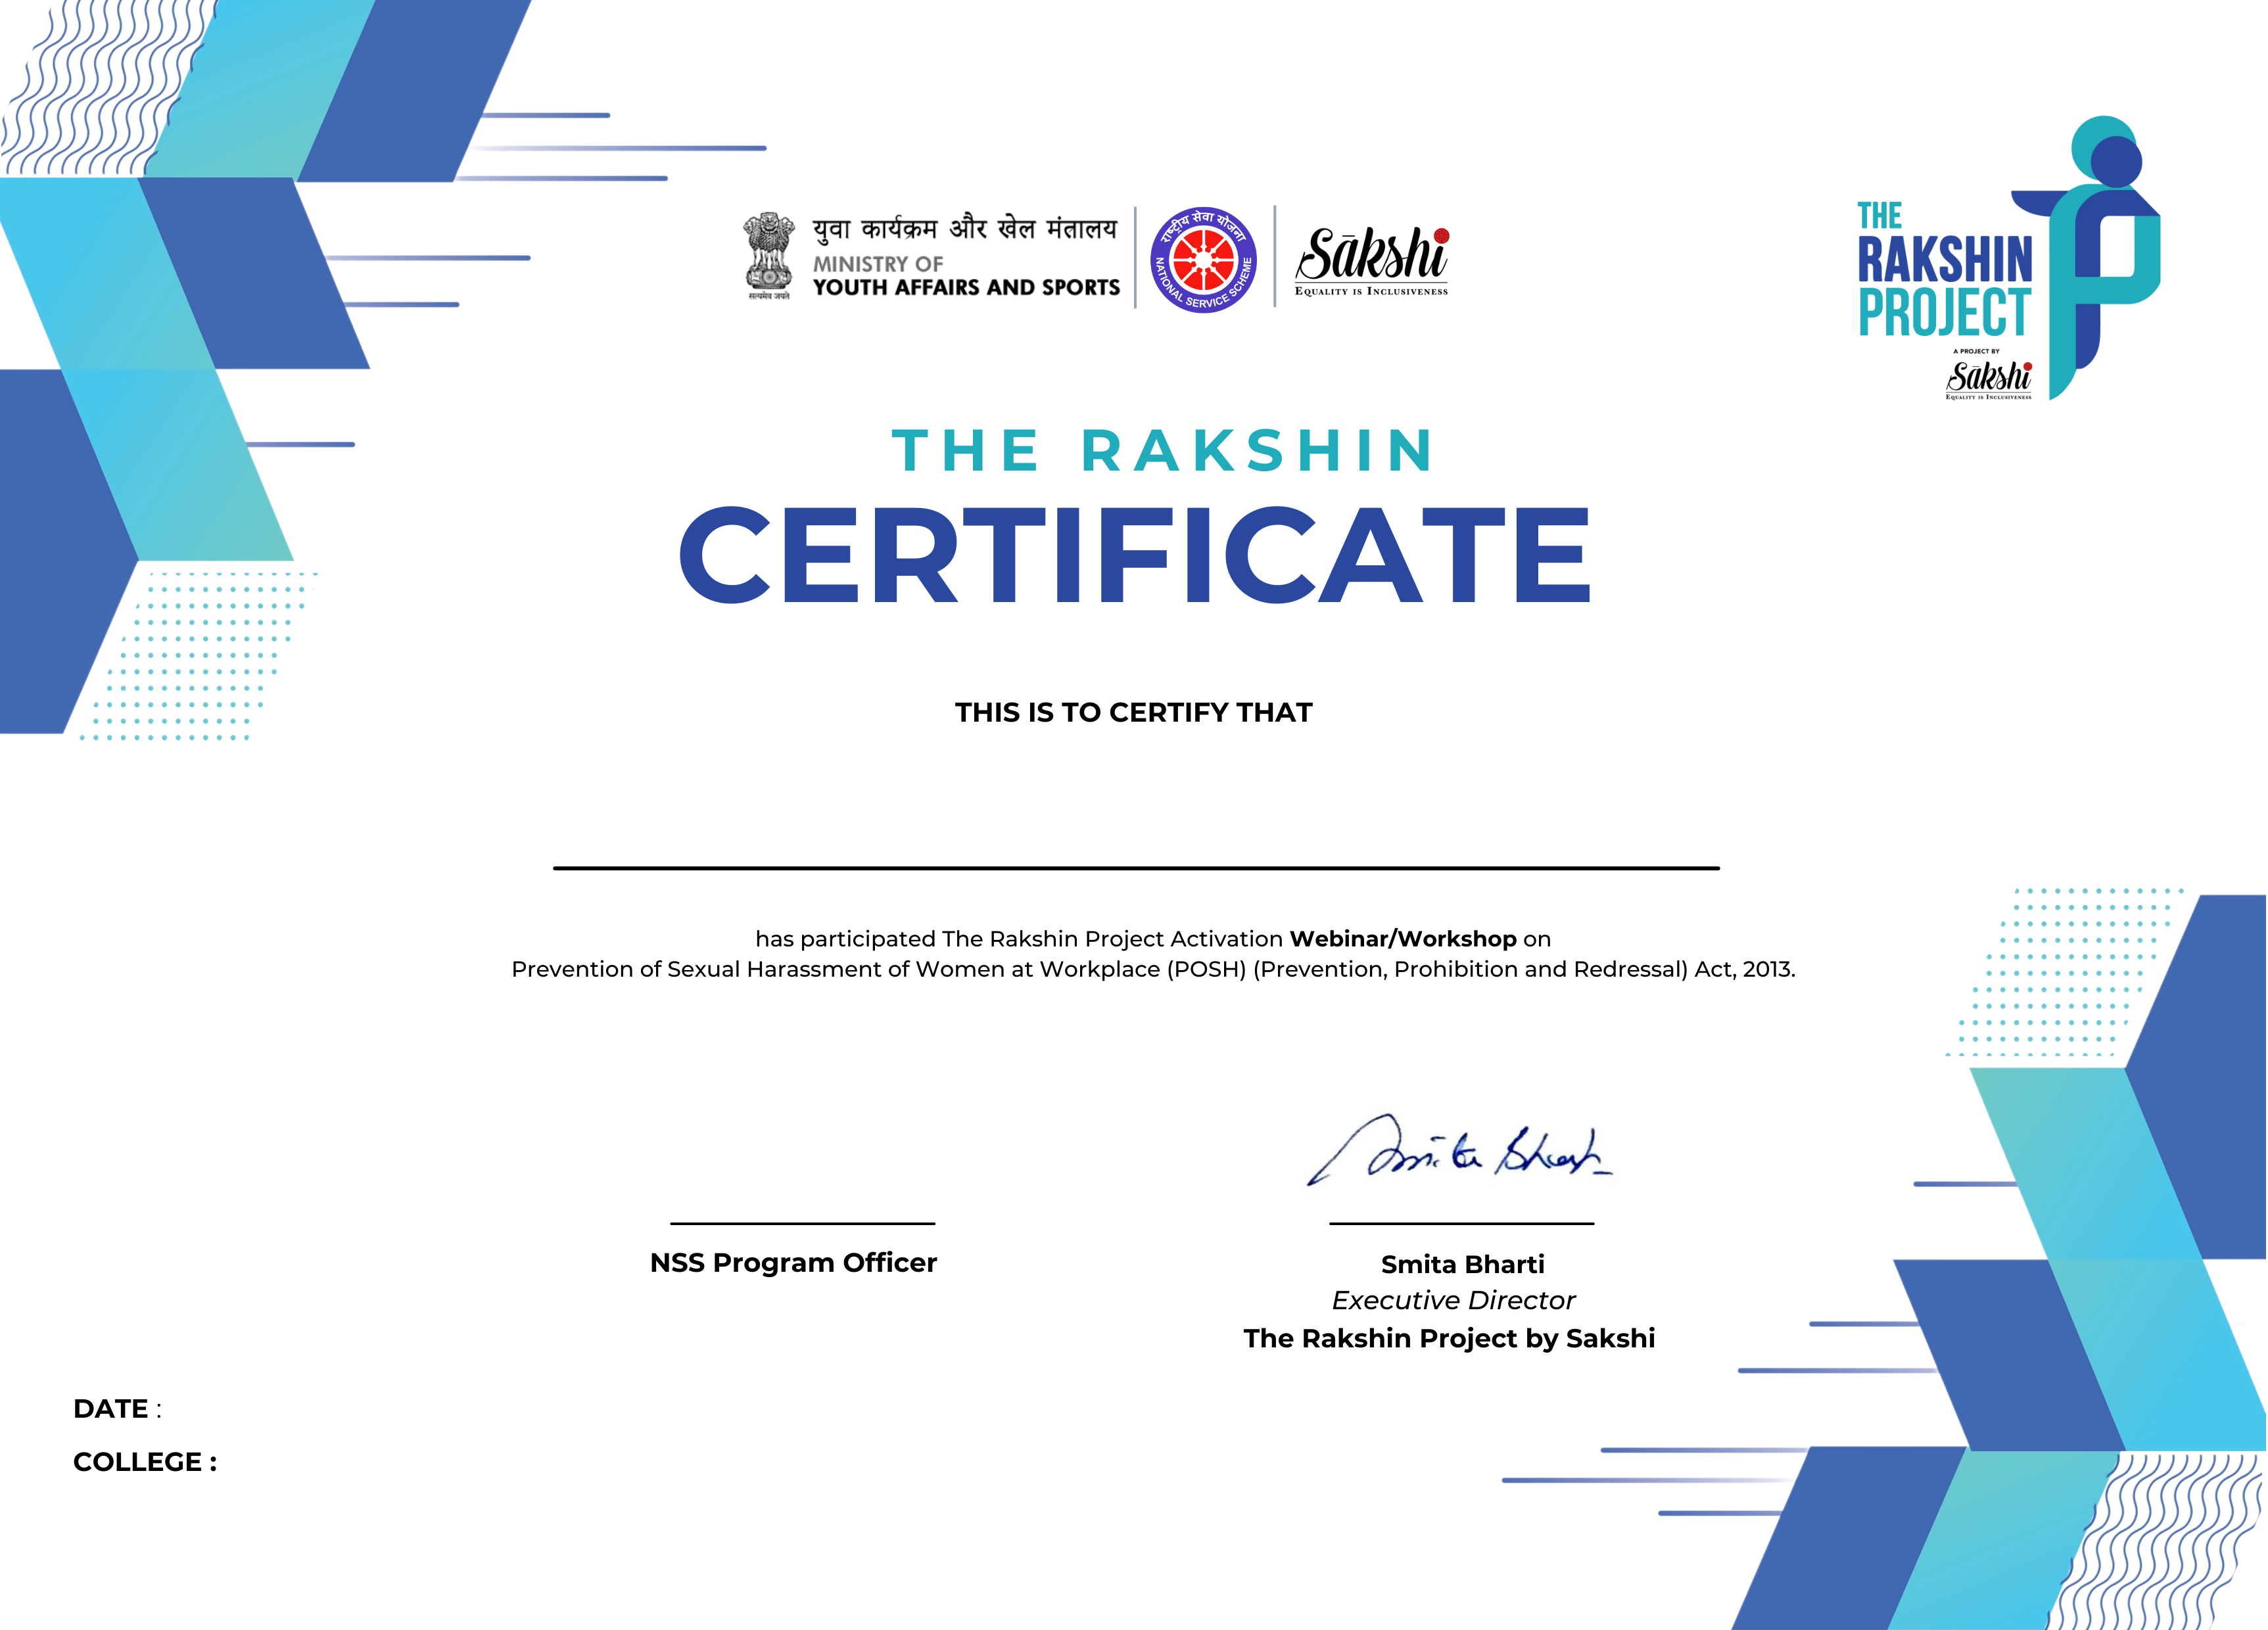 युवा कार्यक्रम और खेल मंतालय
MINISTRY OF
YOUTH AFFAIRS AND SPORTS
सत्यमेव जयते
राष्ट्रीय सेवा योजना
NATIONAL SERVICE SCHEME
Sākshi
EQUALITY IS INCLUSIVENESS
THE
RAKSHIN
PROJECT
A PROJECT BY
Sākshi
EQUALITY IS INCLUSIVENESS
THE RAKSHIN
CERTIFICATE
THIS IS TO CERTIFY THAT
has participated The Rakshin Project Activation Webinar/Workshop on
Prevention of Sexual Harassment of Women at Workplace (POSH) (Prevention, Prohibition and Redressal) Act, 2013.
Smita Bharti
NSS Program Officer
Smita Bharti
Executive Director
The Rakshin Project by Sakshi
DATE :
COLLEGE :